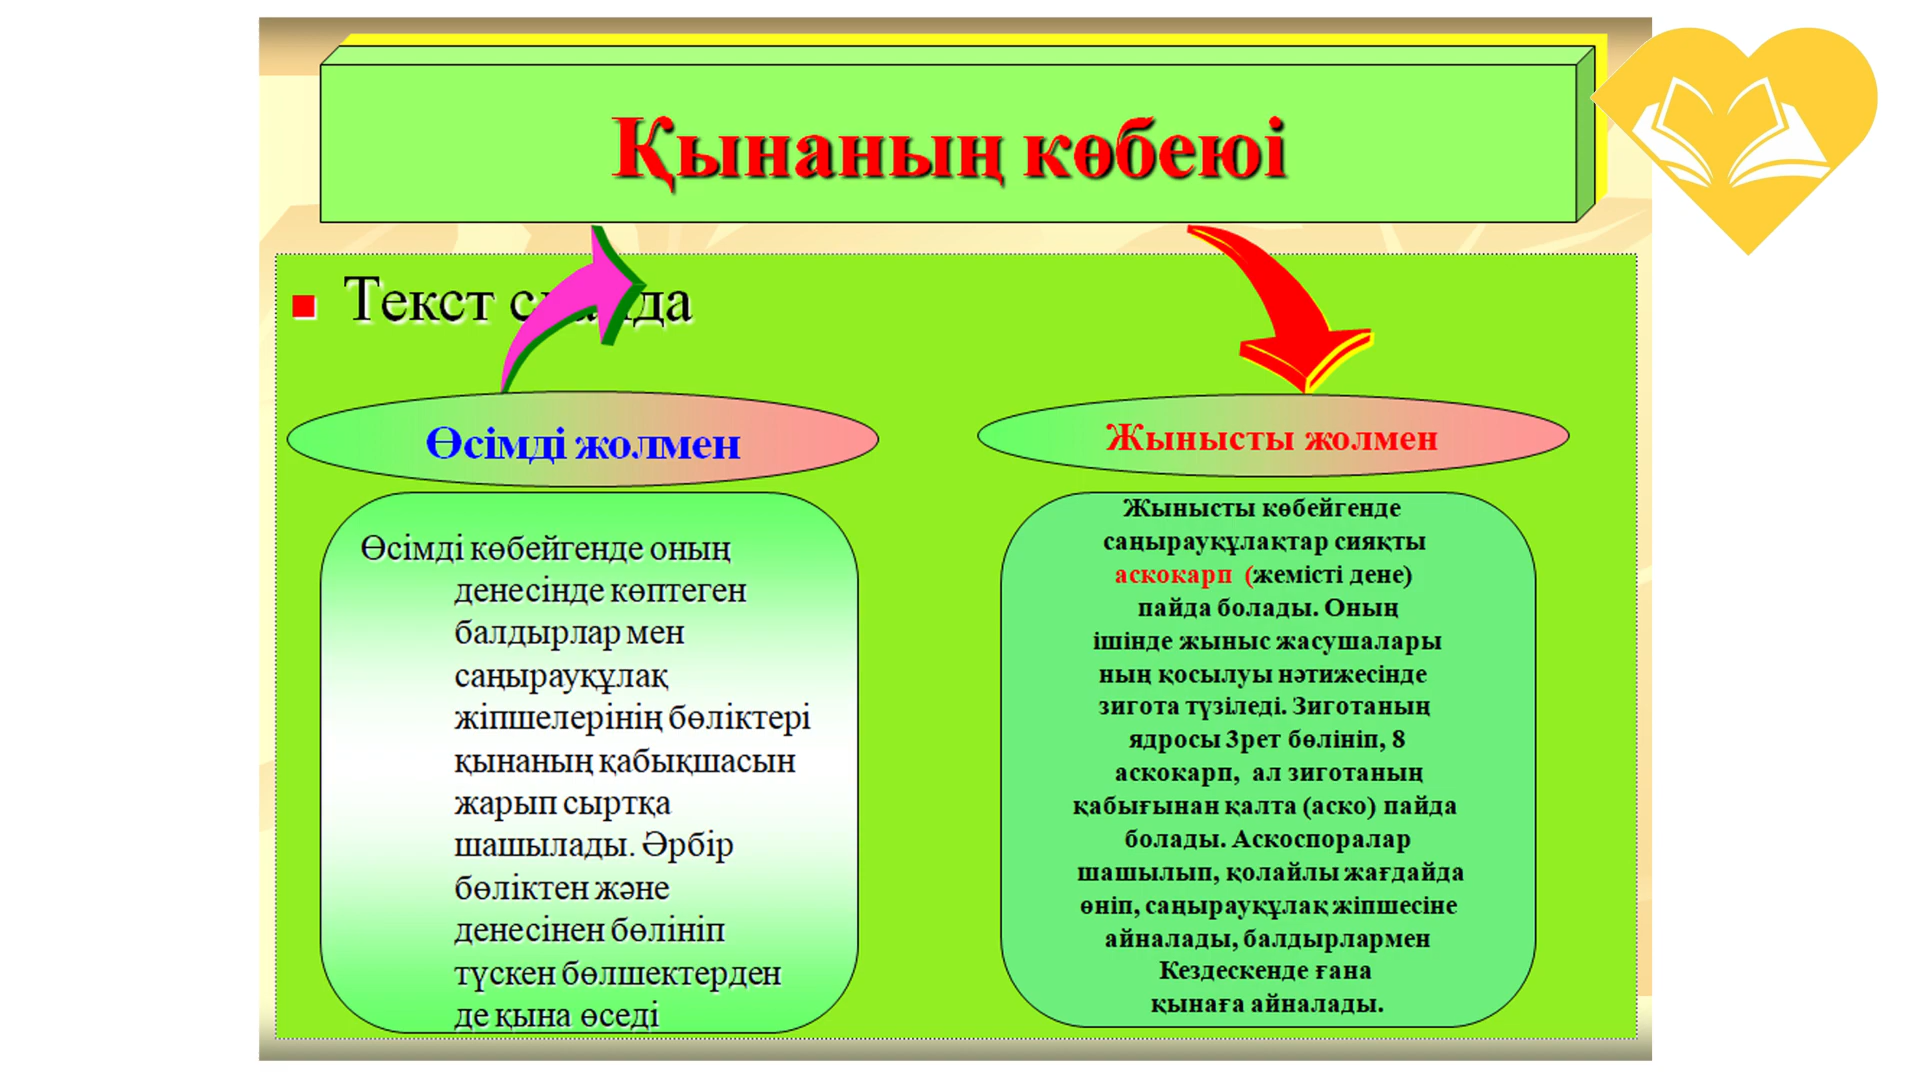 Қынаның көбеюі
Текст слайда
Өсімді жолмен
Өсімді көбейгенде оның
денесінде көптеген
балдырлар мен
саңырауқұлақ
жіпшелерінің бөліктері
қынаның қабықшасын
жарып сыртқа
шашылады. Әрбір
бөліктен және
денесінен бөлініп
түскен бөлшектерден
де қына өседі
Жынысты жолмен
Жынысты көбейгенде
саңырауқұлақтар сияқты
аскокарп (жемісті дене)
пайда болады. Оның
ішінде жыныс жасушалары
ның қосылуы нәтижесінде
зигота түзіледі. Зиготаның
ядросы 3рет бөлініп, 8
аскокарп, ал зиготаның
қабығынан қалта (аско) пайда
болады. Аскоспоралар
шашылып, қолайлы жағдайда
өніп, саңырауқұлақ жіпшесіне
айналады, балдырлармен
Кездескенде ғана
қынаға айналады.